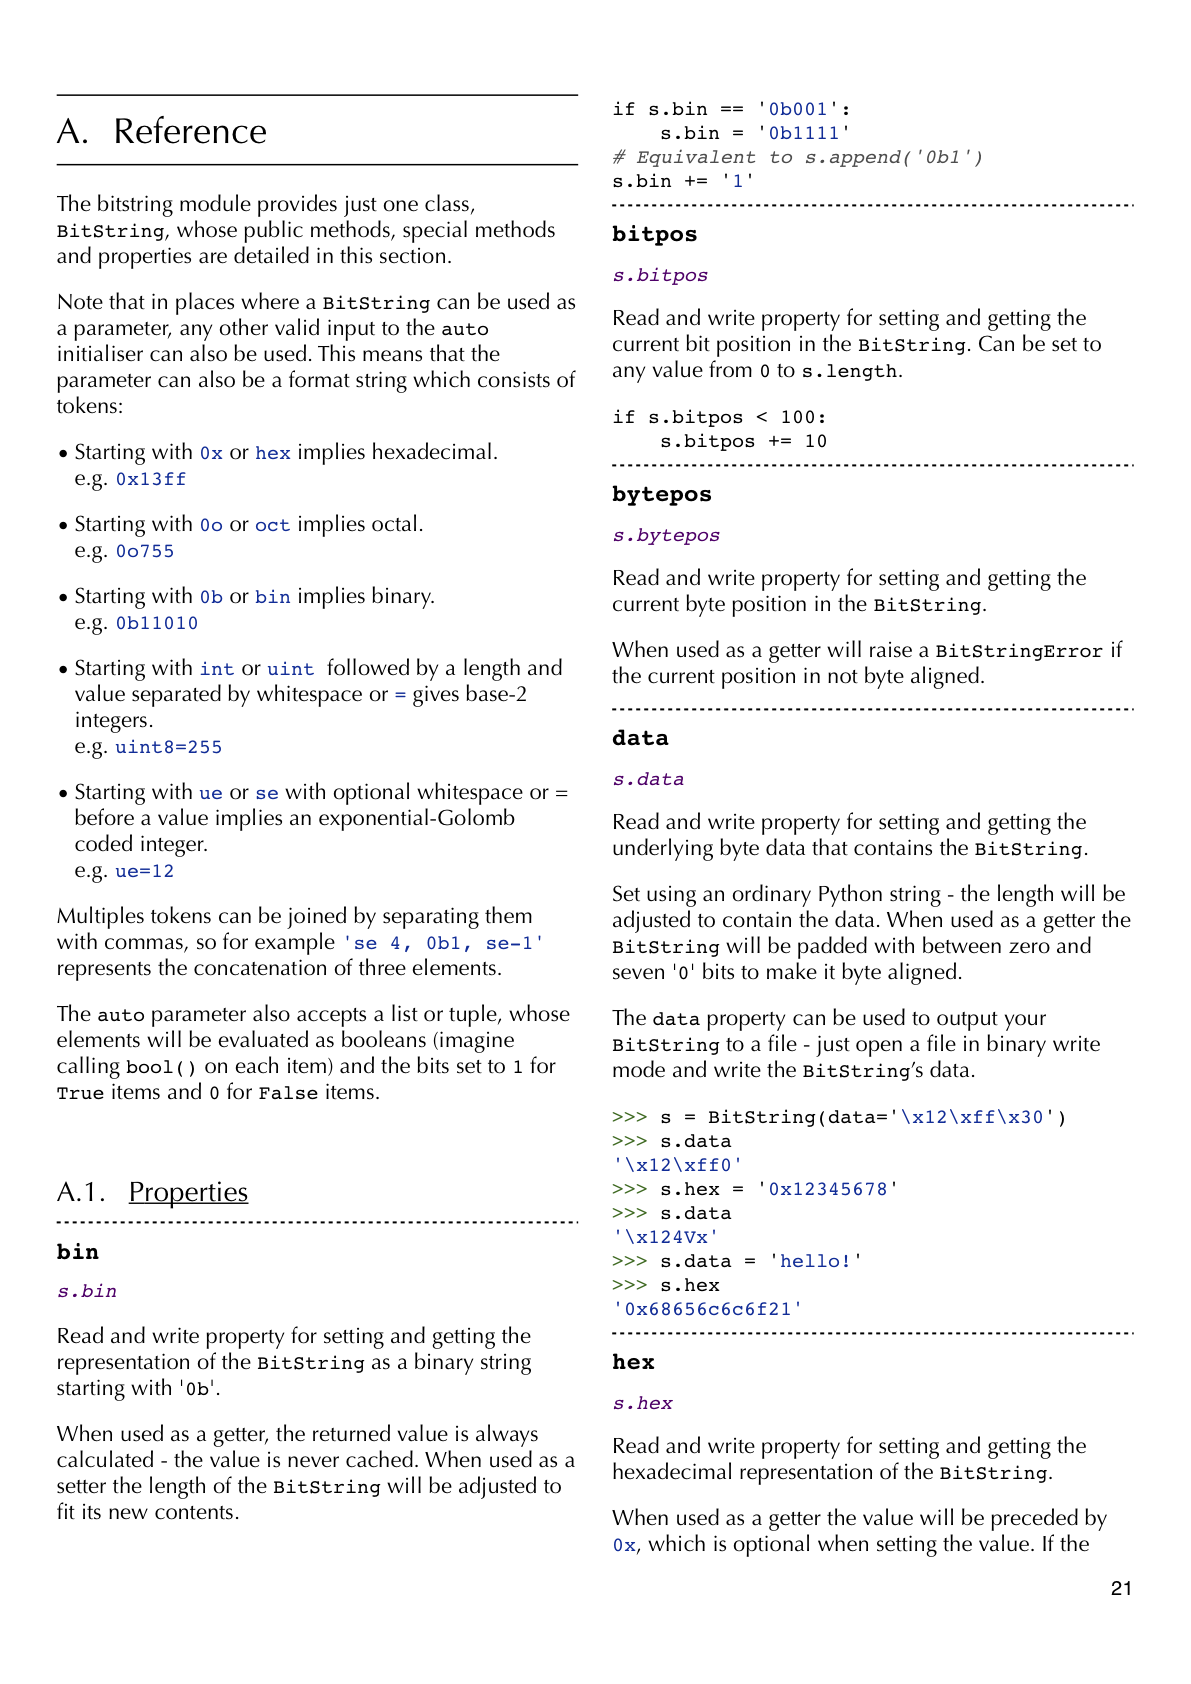 A. Reference
The bitstring module provides just one class,
BitString, whose public methods, special methods
and properties are detailed in this section.
Note that in places where a BitString can be used as
a parameter, any other valid input to the auto
initialiser can also be used. This means that the
parameter can also be a format string which consists of
tokens:
• Starting with 0x or hex implies hexadecimal.
e.g. 0x13ff
• Starting with 0o or oct implies octal.
e.g. 0o755
• Starting with 0b or bin implies binary.
e.g. 0b11010
• Starting with int or uint followed by a length and
value separated by whitespace or = gives base-2
integers.
e.g. uint8=255
• Starting with ue or se with optional whitespace or =
before a value implies an exponential-Golomb
coded integer.
e.g. ue=12
Multiples tokens can be joined by separating them
with commas, so for example 'se 4, 0b1, se-1'
represents the concatenation of three elements.
The auto parameter also accepts a list or tuple, whose
elements will be evaluated as booleans (imagine
calling bool() on each item) and the bits set to 1 for
True items and 0 for False items.
A.1. Properties
bin
s.bin
Read and write property for setting and getting the
representation of the BitString as a binary string
starting with '0b'.
When used as a getter, the returned value is always
calculated - the value is never cached. When used as a
setter the length of the BitString will be adjusted to
fit its new contents.
if s.bin == '0b001':
    s.bin = '0b1111'
# Equivalent to s.append('0b1')
s.bin += '1'
bitpos
s.bitpos
Read and write property for setting and getting the
current bit position in the BitString. Can be set to
any value from 0 to s.length.
if s.bitpos < 100:
    s.bitpos += 10
bytepos
s.bytepos
Read and write property for setting and getting the
current byte position in the BitString.
When used as a getter will raise a BitStringError if
the current position in not byte aligned.
data
s.data
Read and write property for setting and getting the
underlying byte data that contains the BitString.
Set using an ordinary Python string - the length will be
adjusted to contain the data. When used as a getter the
BitString will be padded with between zero and
seven '0' bits to make it byte aligned.
The data property can be used to output your
BitString to a file - just open a file in binary write
mode and write the BitString’s data.
>>> s = BitString(data='\x12\xff\x30')
>>> s.data
'\x12\xff0'
>>> s.hex = '0x12345678'
>>> s.data
'\x124Vx'
>>> s.data = 'hello!'
>>> s.hex
'0x68656c6c6f21'
hex
s.hex
Read and write property for setting and getting the
hexadecimal representation of the BitString.
When used as a getter the value will be preceded by
0x, which is optional when setting the value. If the
21